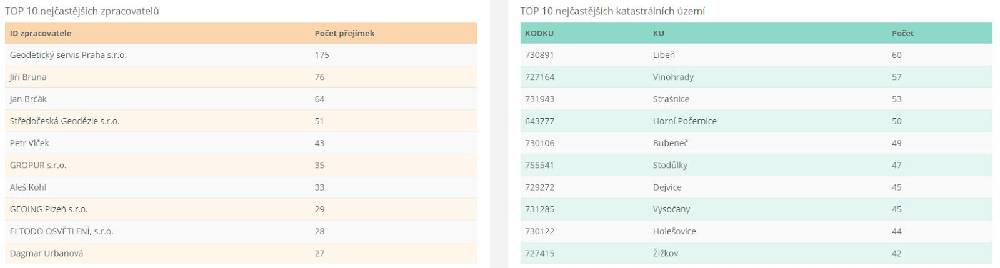 TOP 10 nejčastějších zpracovatelů
ID zpracovatele Počet přejímek
Geodetický servis Praha s.r.o. 175
Jiří Bruna 76
Jan Brčák 64
Středočeská Geodézie s.r.o. 51
Petr Vlček 43
GROPUR s.r.o. 35
Aleš Kohl 33
GEOING Plzeň s.r.o. 29
ELTODO OSVĚTLENÍ, s.r.o. 28
Dagmar Urbanová 27
TOP 10 nejčastějších katastrálních území
KODKU KU Počet
730891 Libeň 60
727164 Vinohrady 57
731943 Strašnice 53
643777 Horní Počernice 50
730106 Bubeneč 49
755541 Stodůlky 47
729272 Dejvice 45
731285 Vysočany 45
730122 Holešovice 44
727415 Žižkov 42